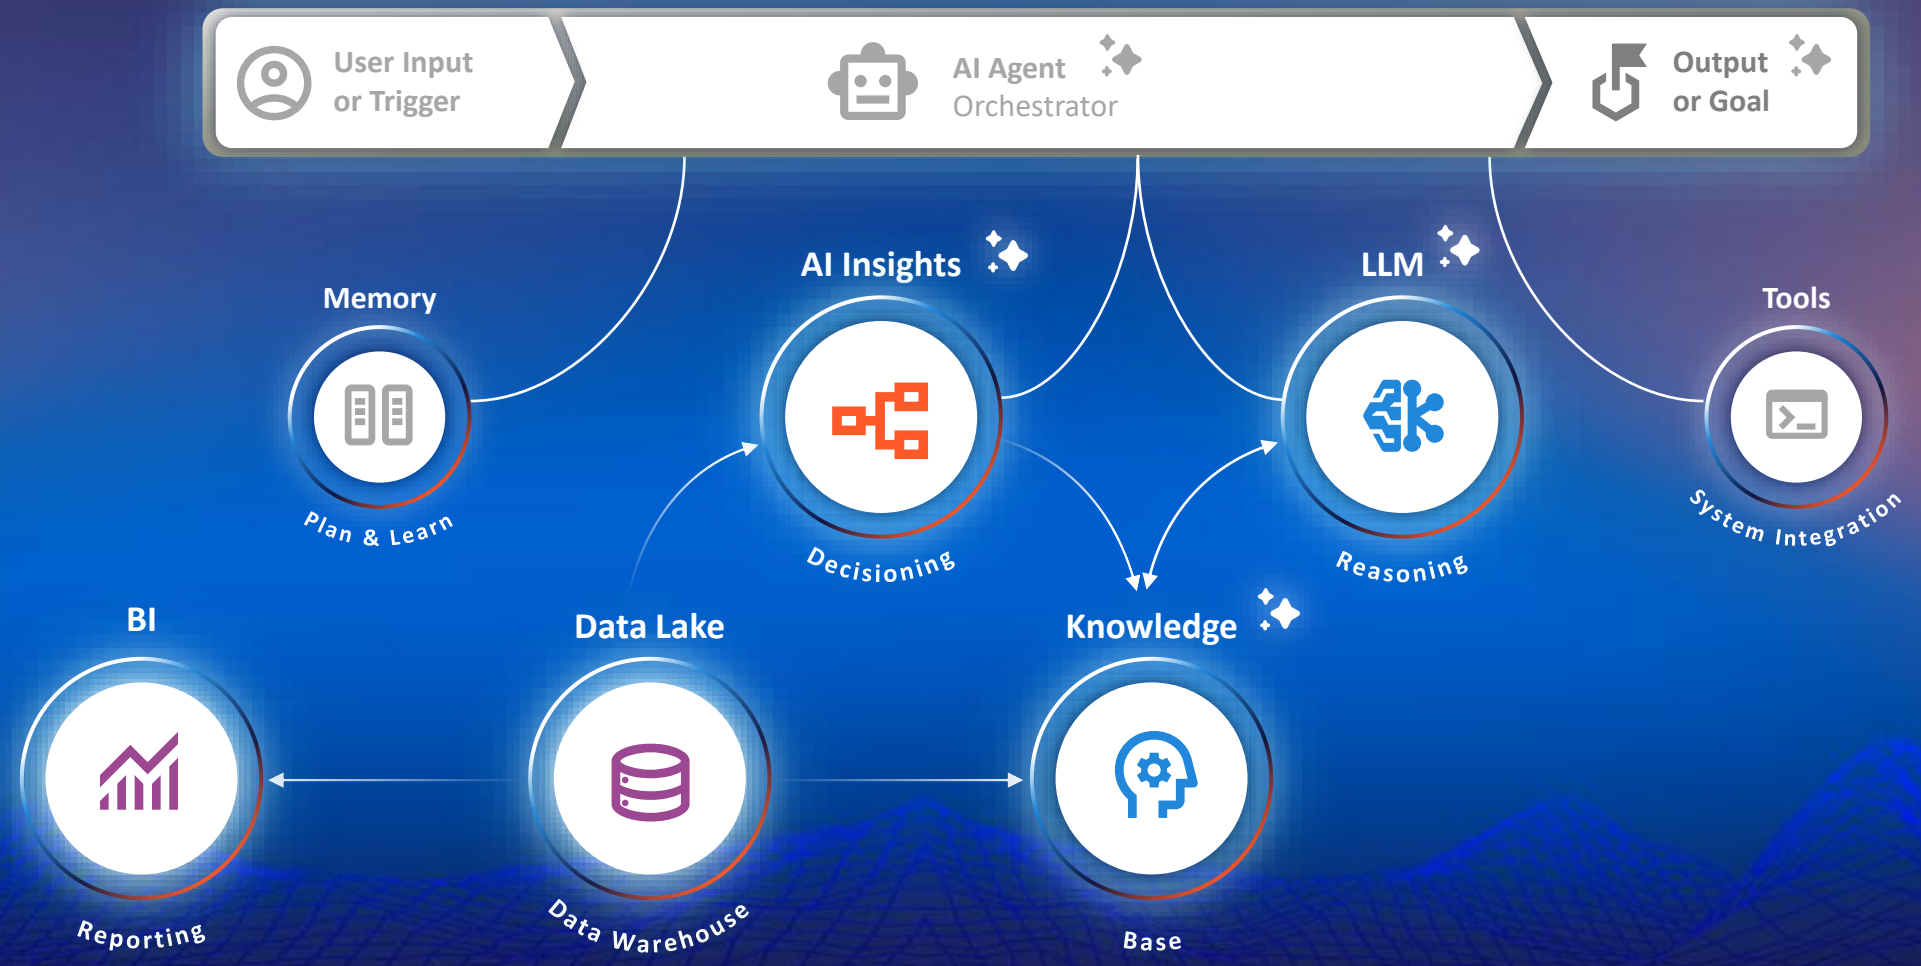 User Input
or Trigger
AI Agent
Orchestrator
Output
or Goal
Memory
Plan & Learn
AI Insights
Decisioning
LLM
Reasoning
Tools
System Integration
BI
Reporting
Data Lake
Data Warehouse
Knowledge
Base